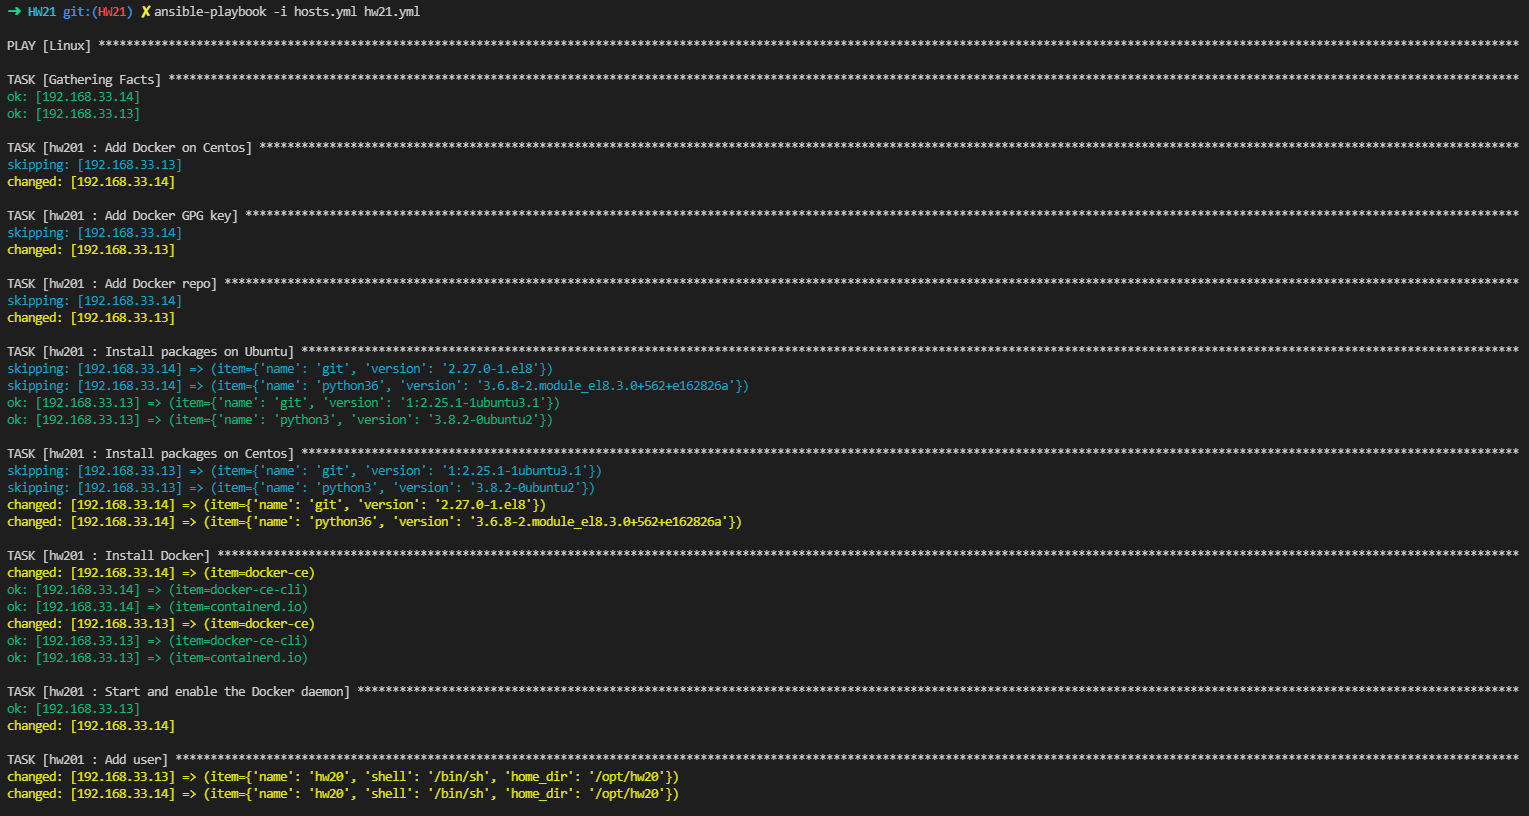 ➜ HW21 git:(HW21) ✗ ansible-playbook -i hosts.yml hw21.yml
PLAY [Linux] ***********************************************************************************************************************************************************************************************************
TASK [Gathering Facts] *************************************************************************************************************************************************************************************************
ok: [192.168.33.14]
ok: [192.168.33.13]
TASK [hw201 : Add Docker on Centos] ************************************************************************************************************************************************************************************
skipping: [192.168.33.13]
changed: [192.168.33.14]
TASK [hw201 : Add Docker GPG key] **************************************************************************************************************************************************************************************
skipping: [192.168.33.14]
changed: [192.168.33.13]
TASK [hw201 : Add Docker repo] *****************************************************************************************************************************************************************************************
skipping: [192.168.33.14]
changed: [192.168.33.13]
TASK [hw201 : Install packages on Ubuntu] ******************************************************************************************************************************************************************************
skipping: [192.168.33.14] => (item={'name': 'git', 'version': '2.27.0-1.el8'})
skipping: [192.168.33.14] => (item={'name': 'python36', 'version': '3.6.8-2.module_el8.3.0+562+e162826a'})
ok: [192.168.33.13] => (item={'name': 'git', 'version': '1:2.25.1-1ubuntu3.1'})
ok: [192.168.33.13] => (item={'name': 'python3', 'version': '3.8.2-0ubuntu2'})
TASK [hw201 : Install packages on Centos] ******************************************************************************************************************************************************************************
skipping: [192.168.33.13] => (item={'name': 'git', 'version': '1:2.25.1-1ubuntu3.1'})
skipping: [192.168.33.13] => (item={'name': 'python3', 'version': '3.8.2-0ubuntu2'})
changed: [192.168.33.14] => (item={'name': 'git', 'version': '2.27.0-1.el8'})
changed: [192.168.33.14] => (item={'name': 'python36', 'version': '3.6.8-2.module_el8.3.0+562+e162826a'})
TASK [hw201 : Install Docker] ******************************************************************************************************************************************************************************************
changed: [192.168.33.14] => (item=docker-ce)
ok: [192.168.33.14] => (item=docker-ce-cli)
ok: [192.168.33.14] => (item=containerd.io)
changed: [192.168.33.13] => (item=docker-ce)
ok: [192.168.33.13] => (item=docker-ce-cli)
ok: [192.168.33.13] => (item=containerd.io)
TASK [hw201 : Start and enable the Docker daemon] **********************************************************************************************************************************************************************
ok: [192.168.33.13]
changed: [192.168.33.14]
TASK [hw201 : Add user] ************************************************************************************************************************************************************************************************
changed: [192.168.33.13] => (item={'name': 'hw20', 'shell': '/bin/sh', 'home_dir': '/opt/hw20'})
changed: [192.168.33.14] => (item={'name': 'hw20', 'shell': '/bin/sh', 'home_dir': '/opt/hw20'})